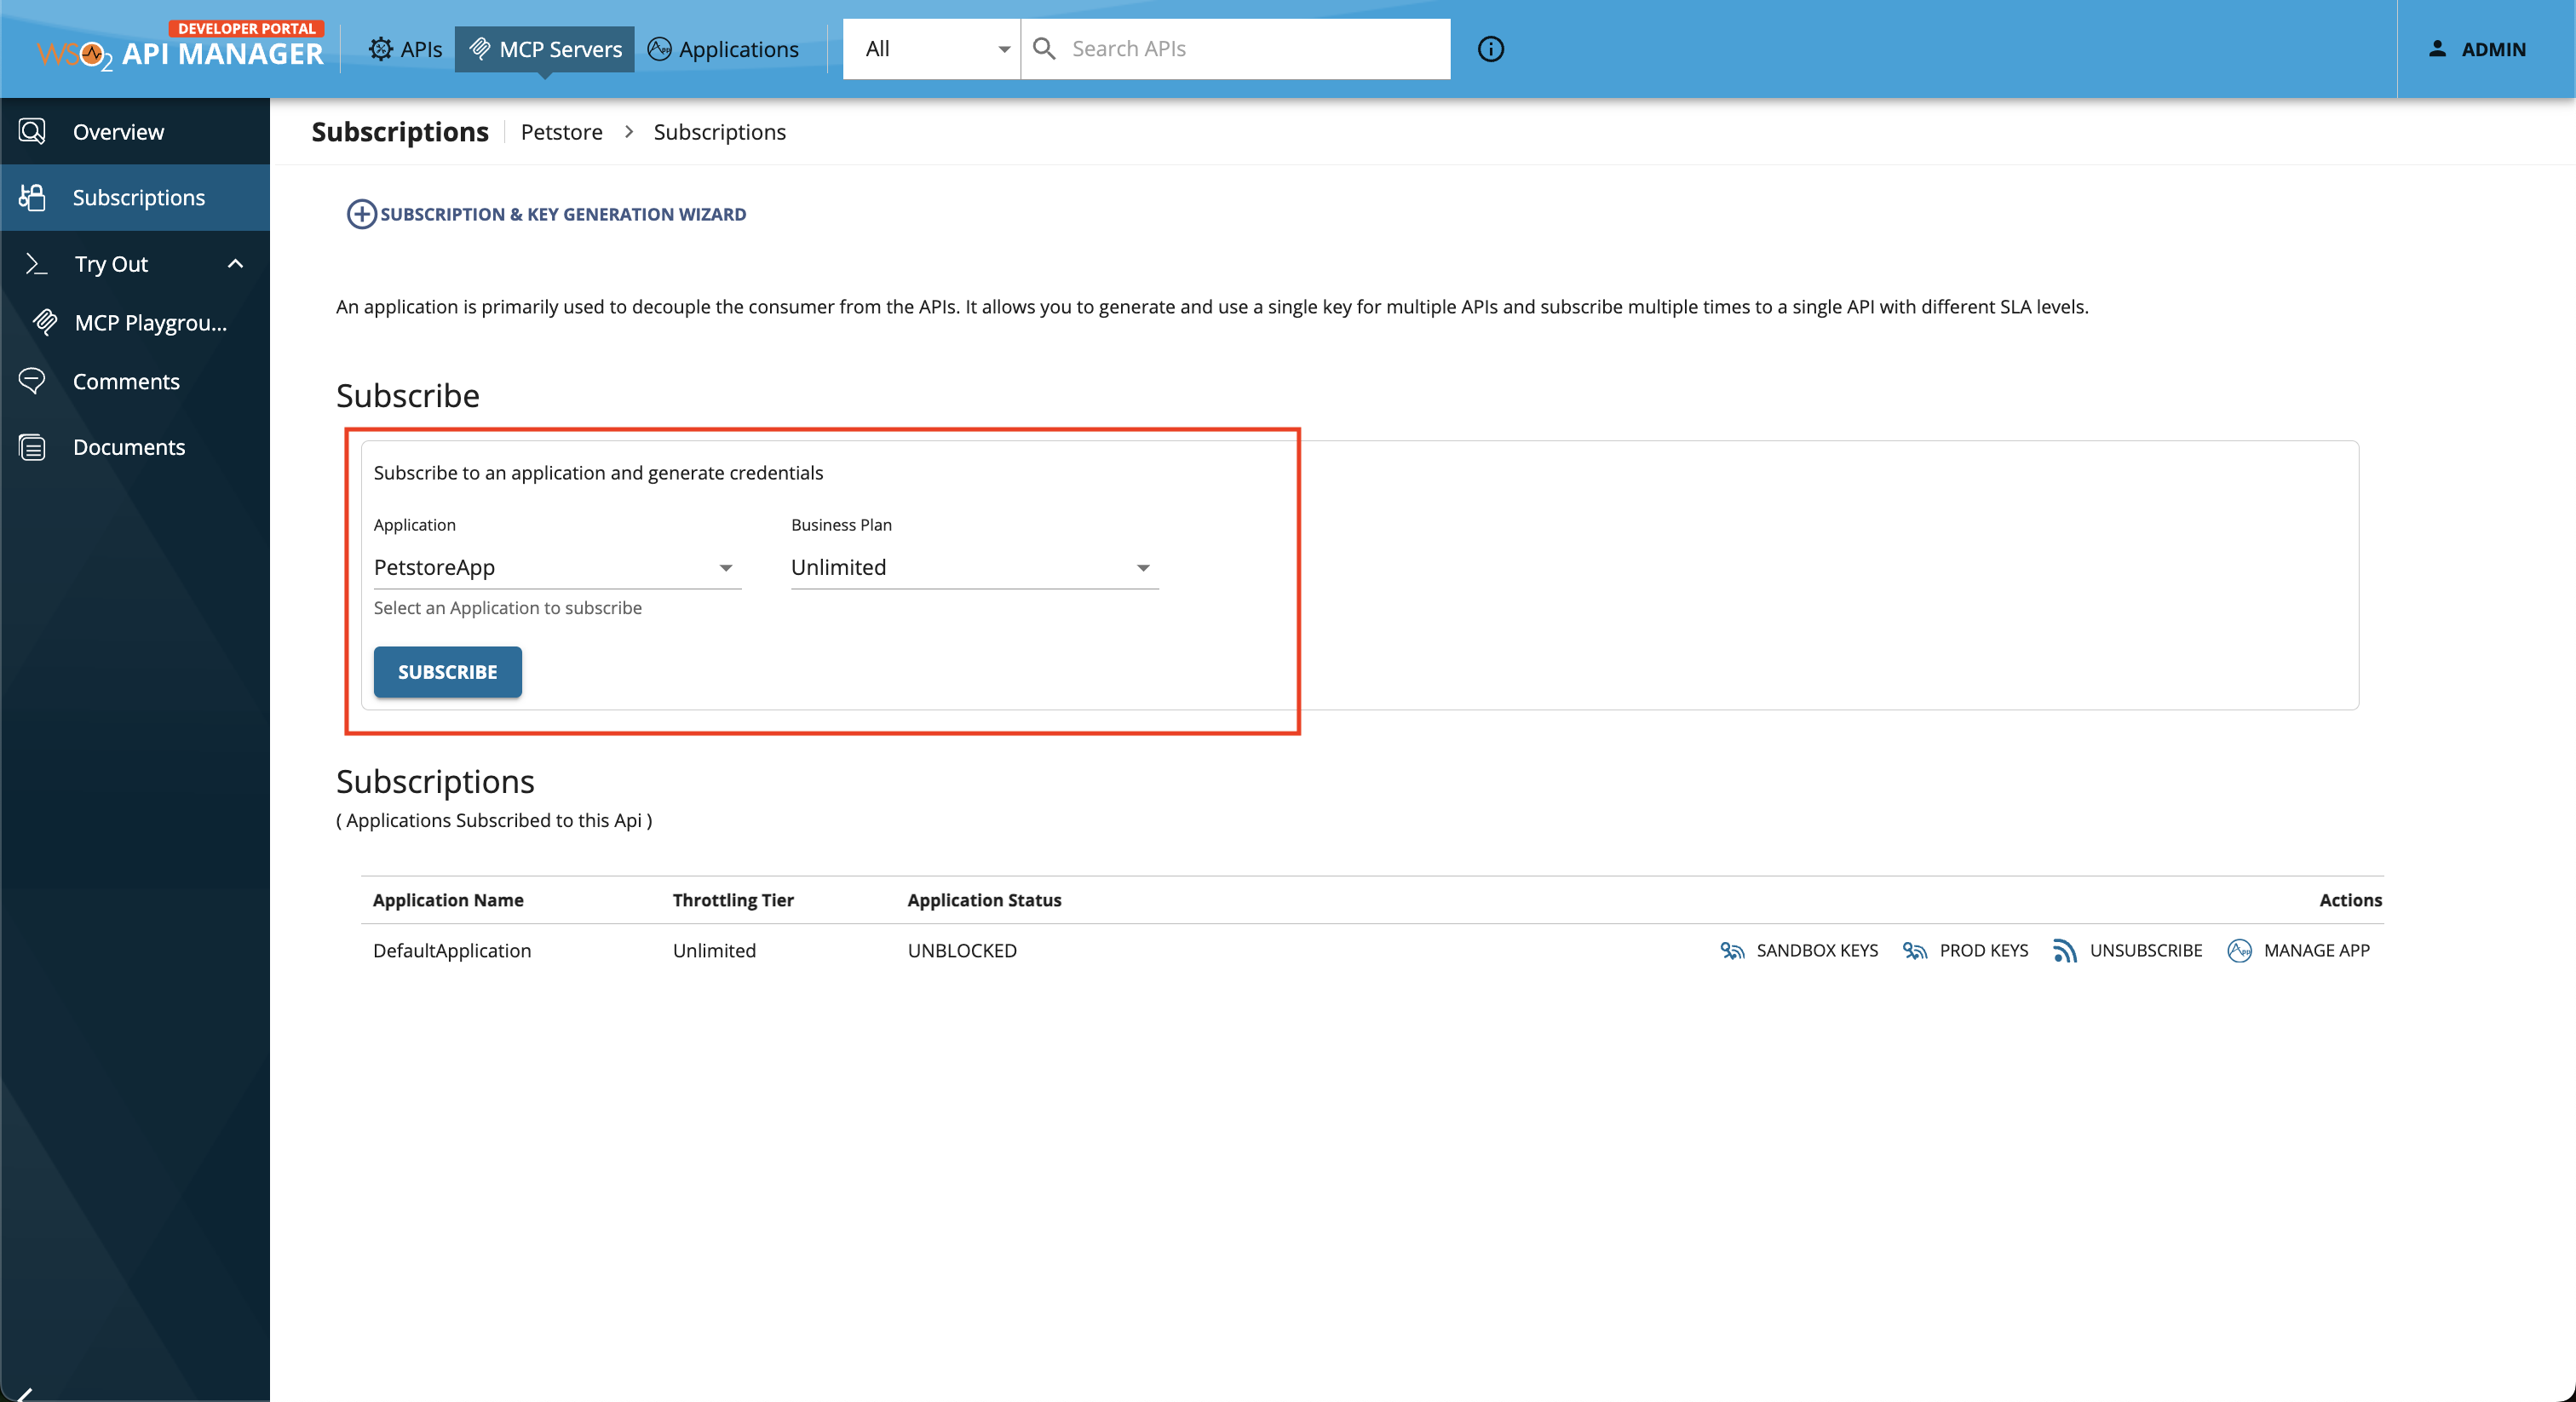 DEVELOPER PORTAL
WSO2 API MANAGER
APIs
MCP Servers
Applications
All
Search APIs
ADMIN
Overview
Subscriptions
Try Out
MCP Playgrou...
Comments
Documents
Subscriptions
Petstore > Subscriptions
SUBSCRIPTION & KEY GENERATION WIZARD
An application is primarily used to decouple the consumer from the APIs. It allows you to generate and use a single key for multiple APIs and subscribe multiple times to a single API with different SLA levels.
Subscribe
Subscribe to an application and generate credentials
Application
Business Plan
PetstoreApp
Unlimited
Select an Application to subscribe
SUBSCRIBE
Subscriptions
( Applications Subscribed to this Api )
Application Name Throttling Tier Application Status Actions
DefaultApplication Unlimited UNBLOCKED SANDBOX KEYS PROD KEYS UNSUBSCRIBE MANAGE APP